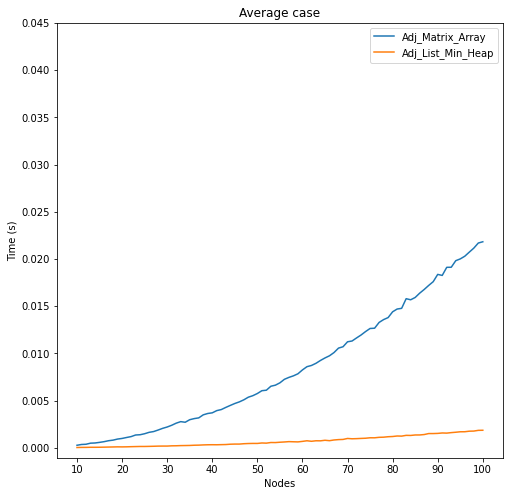 Average case
Adj_Matrix_Array
Adj_List_Min_Heap
0.045
0.040
0.035
0.030
0.025
0.020
0.015
0.010
0.005
0.000
Time (s)
10 20 30 40 50 60 70 80 90 100
Nodes